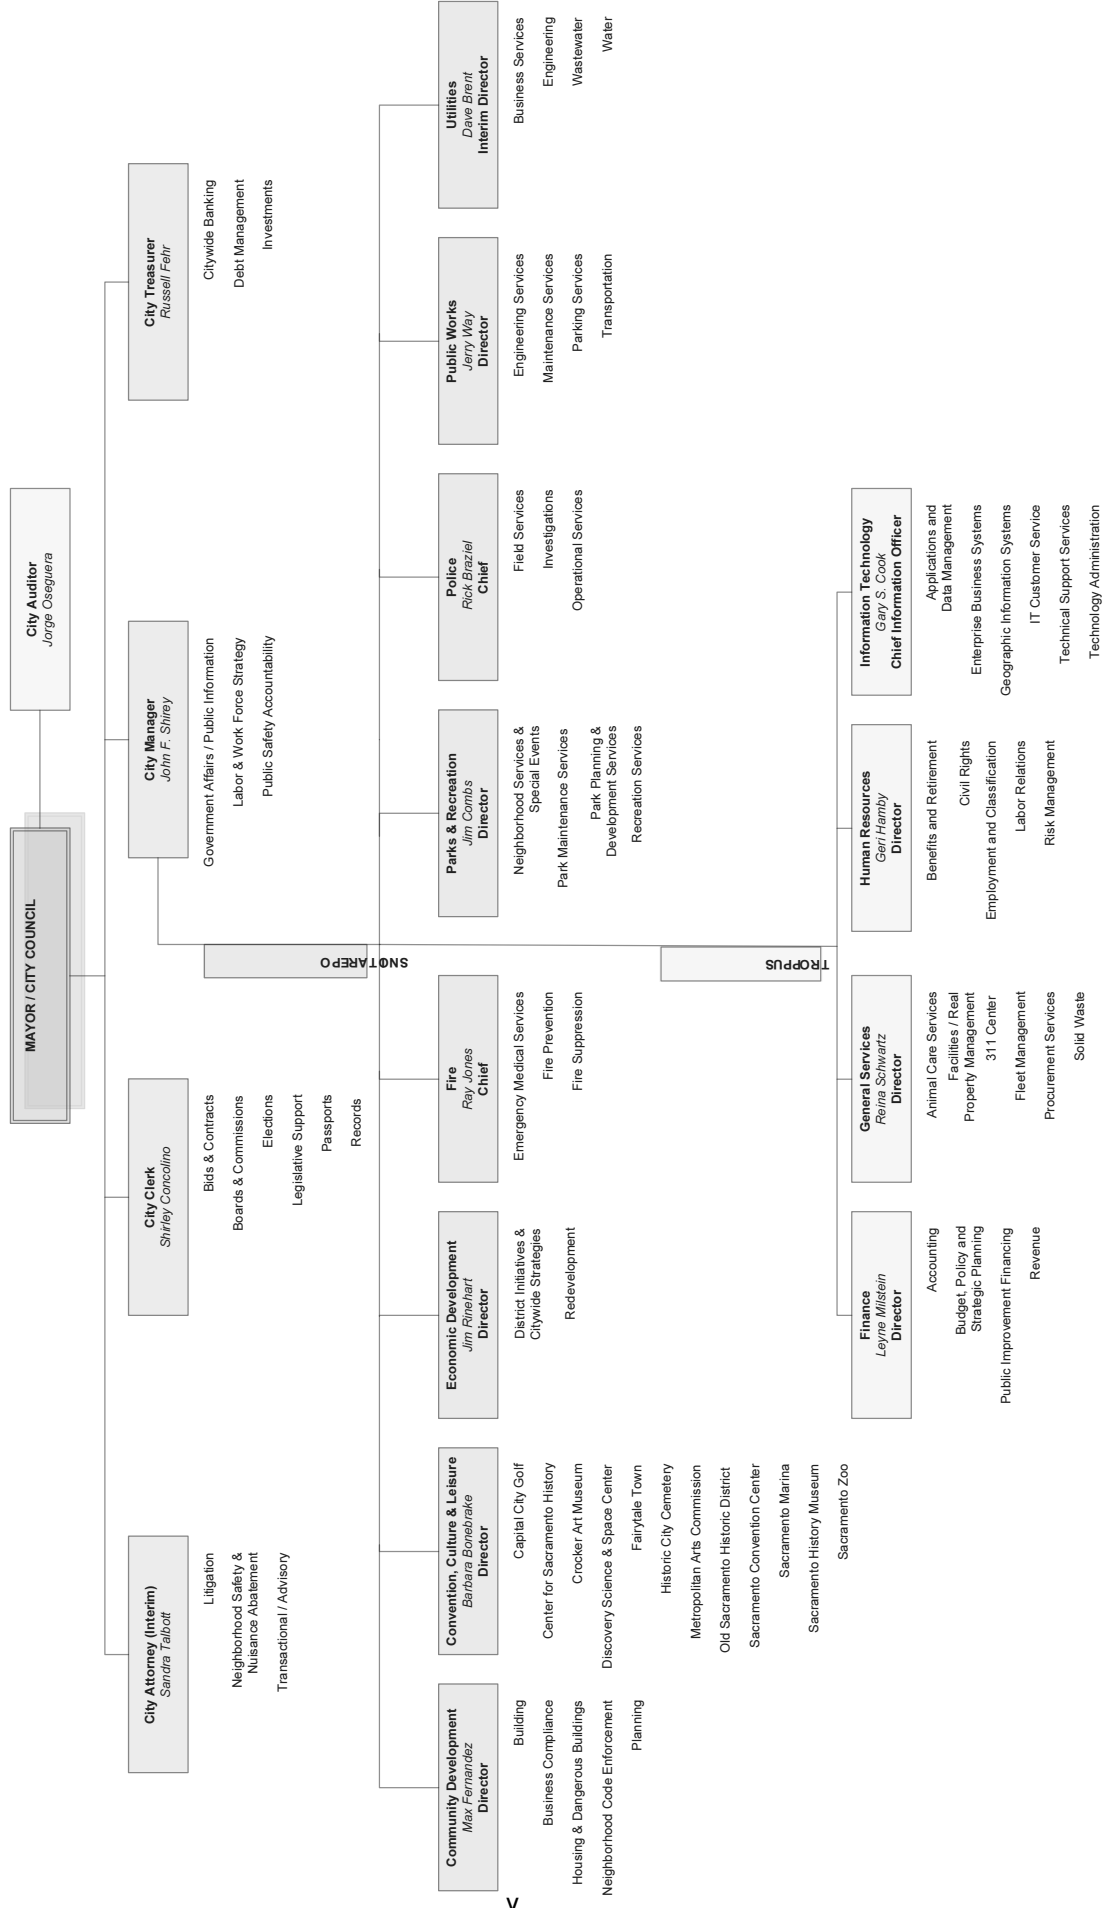 MAYOR / CITY COUNCIL
City Auditor
Jorge Oseguera
City Attorney (Interim)
Sandra Talbott
Litigation
Neighborhood Safety &
Nuisance Abatement
Transactional / Advisory
City Clerk
Shirley Concolino
Bids & Contracts
Boards & Commissions
Elections
Legislative Support
Passports
Records
City Manager
John F. Shirey
Government Affairs / Public Information
Labor & Work Force Strategy
Public Safety Accountability
City Treasurer
Russell Fehr
Citywide Banking
Debt Management
Investments
OPERATIONS
Community Development
Max Fernandez
Director
Building
Business Compliance
Housing & Dangerous Buildings
Neighborhood Code Enforcement
Planning
Convention, Culture & Leisure
Barbara Bonebrake
Director
Capital City Golf
Center for Sacramento History
Crocker Art Museum
Discovery Science & Space Center
Fairytale Town
Historic City Cemetery
Metropolitan Arts Commission
Old Sacramento Historic District
Sacramento Convention Center
Sacramento Marina
Sacramento History Museum
Sacramento Zoo
Economic Development
Jim Rinehart
Director
District Initiatives &
Citywide Strategies
Redevelopment
Fire
Ray Jones
Chief
Emergency Medical Services
Fire Prevention
Fire Suppression
Parks & Recreation
Jim Combs
Director
Neighborhood Services &
Special Events
Park Maintenance Services
Park Planning &
Development Services
Recreation Services
Police
Rick Braziel
Chief
Field Services
Investigations
Operational Services
Public Works
Jerry Way
Director
Engineering Services
Maintenance Services
Parking Services
Transportation
Utilities
Dave Brent
Interim Director
Business Services
Engineering
Wastewater
Water
SUPPORT
Finance
Leyne Milstein
Director
Accounting
Budget, Policy and
Strategic Planning
Public Improvement Financing
Revenue
General Services
Reina Schwartz
Director
Animal Care Services
Facilities / Real
Property Management
311 Center
Fleet Management
Procurement Services
Solid Waste
Human Resources
Geri Hamby
Director
Benefits and Retirement
Civil Rights
Employment and Classification
Labor Relations
Risk Management
Information Technology
Gary S. Cook
Chief Information Officer
Applications and
Data Management
Enterprise Business Systems
Geographic Information Systems
IT Customer Service
Technical Support Services
Technology Administration
v